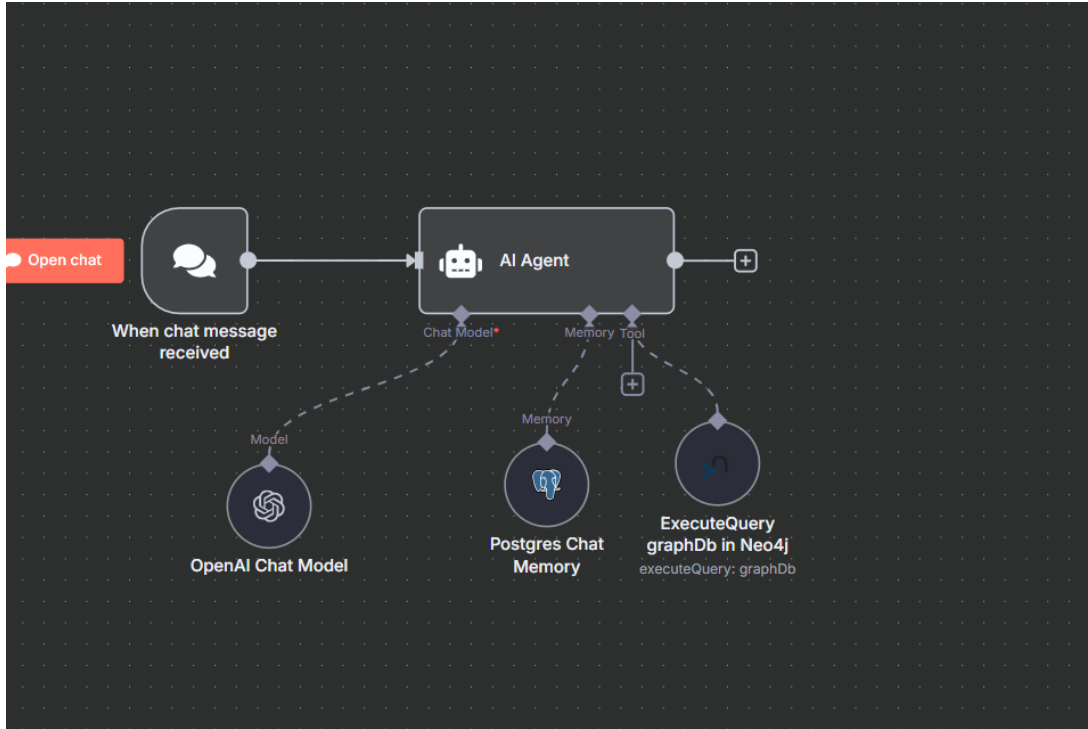 Open chat
AI Agent
When chat message
received
Chat Model*
Memory
Tool
Memory
Model
ExecuteQuery
graphDb in Neo4j
executeQuery: graphDb
Postgres Chat
Memory
OpenAI Chat Model